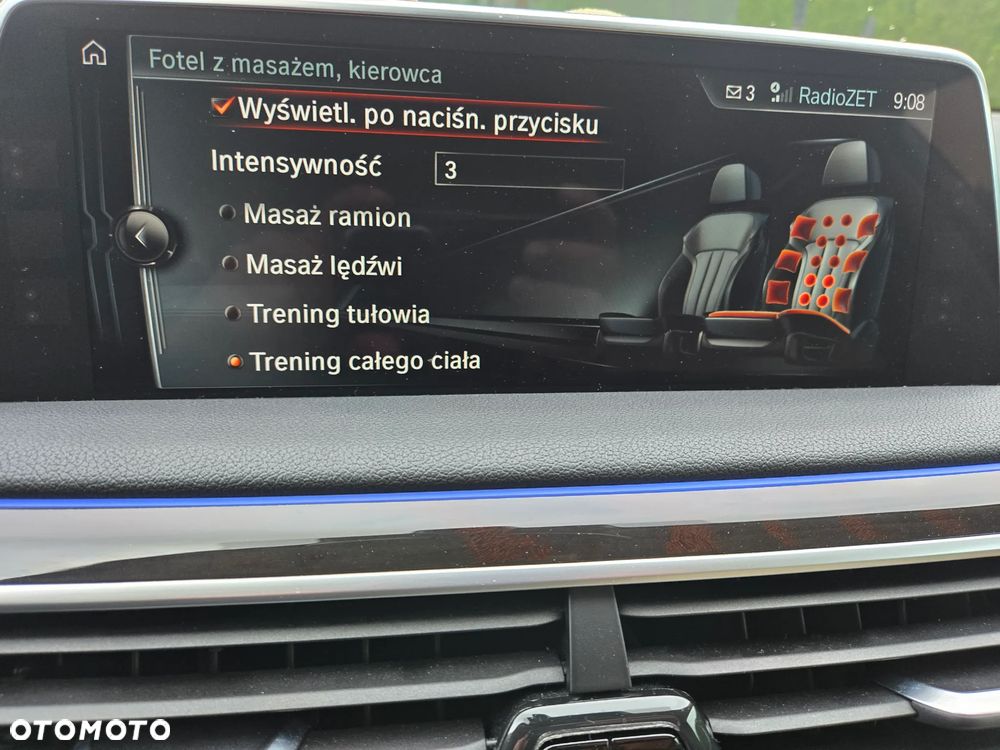 Fotel z masażem, kierowca
3 RadioZET 9:08
Wyświetl. po naciśn. przycisku
Intensywność 3
Masaż ramion
Masaż lędźwi
Trening tułowia
Trening całego ciała
OTOMOTO